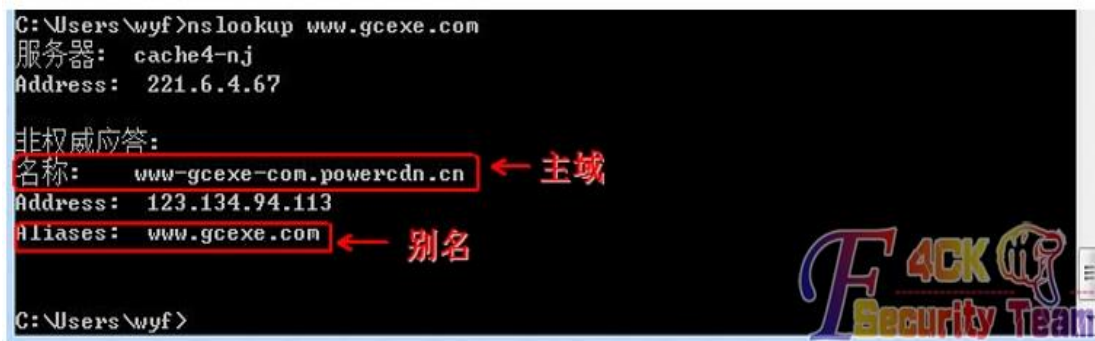 C:\Users\wyf>nslookup www.gcexe.com
服务器: cache4-nj
Address: 221.6.4.67
非权威应答:
名称: www-gcexe-com.powercdn.cn ← 主域
Address: 123.134.94.113
Aliases: www.gcexe.com ← 别名
C:\Users\wyf>
F4CK
Security Team